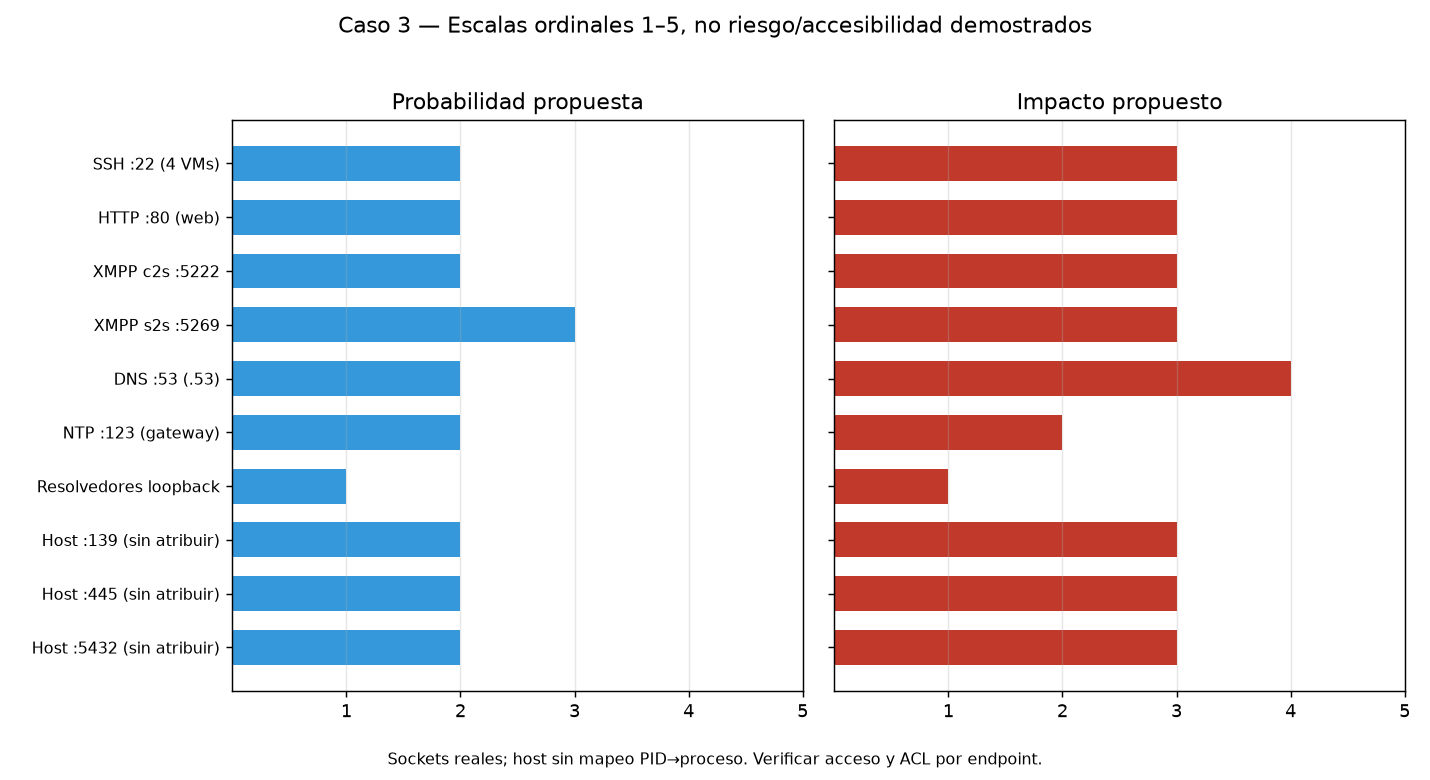 Caso 3 — Escalas ordinales 1–5, no riesgo/accesibilidad demostrados
Probabilidad propuesta
Impacto propuesto
SSH :22 (4 VMs)
HTTP :80 (web)
XMPP c2s :5222
XMPP s2s :5269
DNS :53 (.53)
NTP :123 (gateway)
Resolvedores loopback
Host :139 (sin atribuir)
Host :445 (sin atribuir)
Host :5432 (sin atribuir)
1 2 3 4 5
1 2 3 4 5
Sockets reales; host sin mapeo PID→proceso. Verificar acceso y ACL por endpoint.